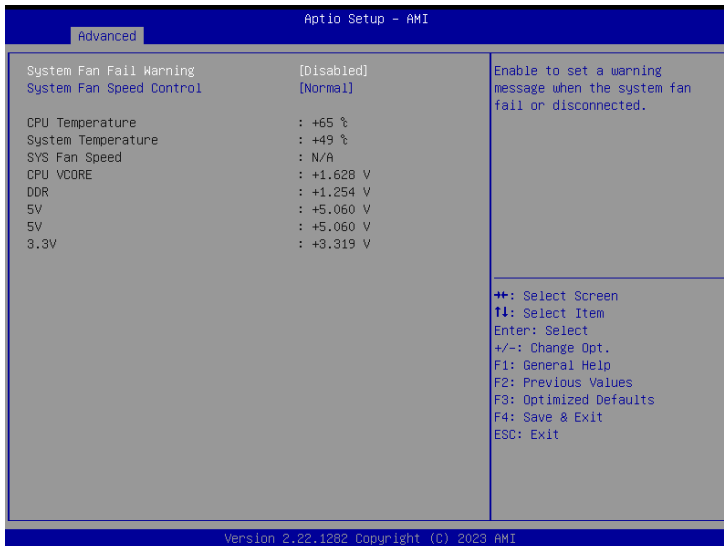 Aptio Setup – AMI
Advanced
System Fan Fail Warning [Disabled]
System Fan Speed Control [Normal]
CPU Temperature : +65 ℃
System Temperature : +49 ℃
SYS Fan Speed : N/A
CPU VCORE : +1.628 V
DDR : +1.254 V
5V : +5.060 V
5V : +5.060 V
3.3V : +3.319 V
Enable to set a warning
message when the system fan
fail or disconnected.
→←: Select Screen
↑↓: Select Item
Enter: Select
+/-: Change Opt.
F1: General Help
F2: Previous Values
F3: Optimized Defaults
F4: Save & Exit
ESC: Exit
Version 2.22.1282 Copyright (C) 2023 AMI